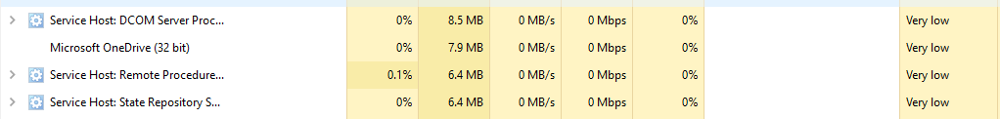 Service Host: DCOM Server Proc... 0% 8.5 MB 0 MB/s 0 Mbps 0% Very low
Microsoft OneDrive (32 bit) 0% 7.9 MB 0 MB/s 0 Mbps 0% Very low
Service Host: Remote Procedure... 0.1% 6.4 MB 0 MB/s 0 Mbps 0% Very low
Service Host: State Repository S... 0% 6.4 MB 0 MB/s 0 Mbps 0% Very low